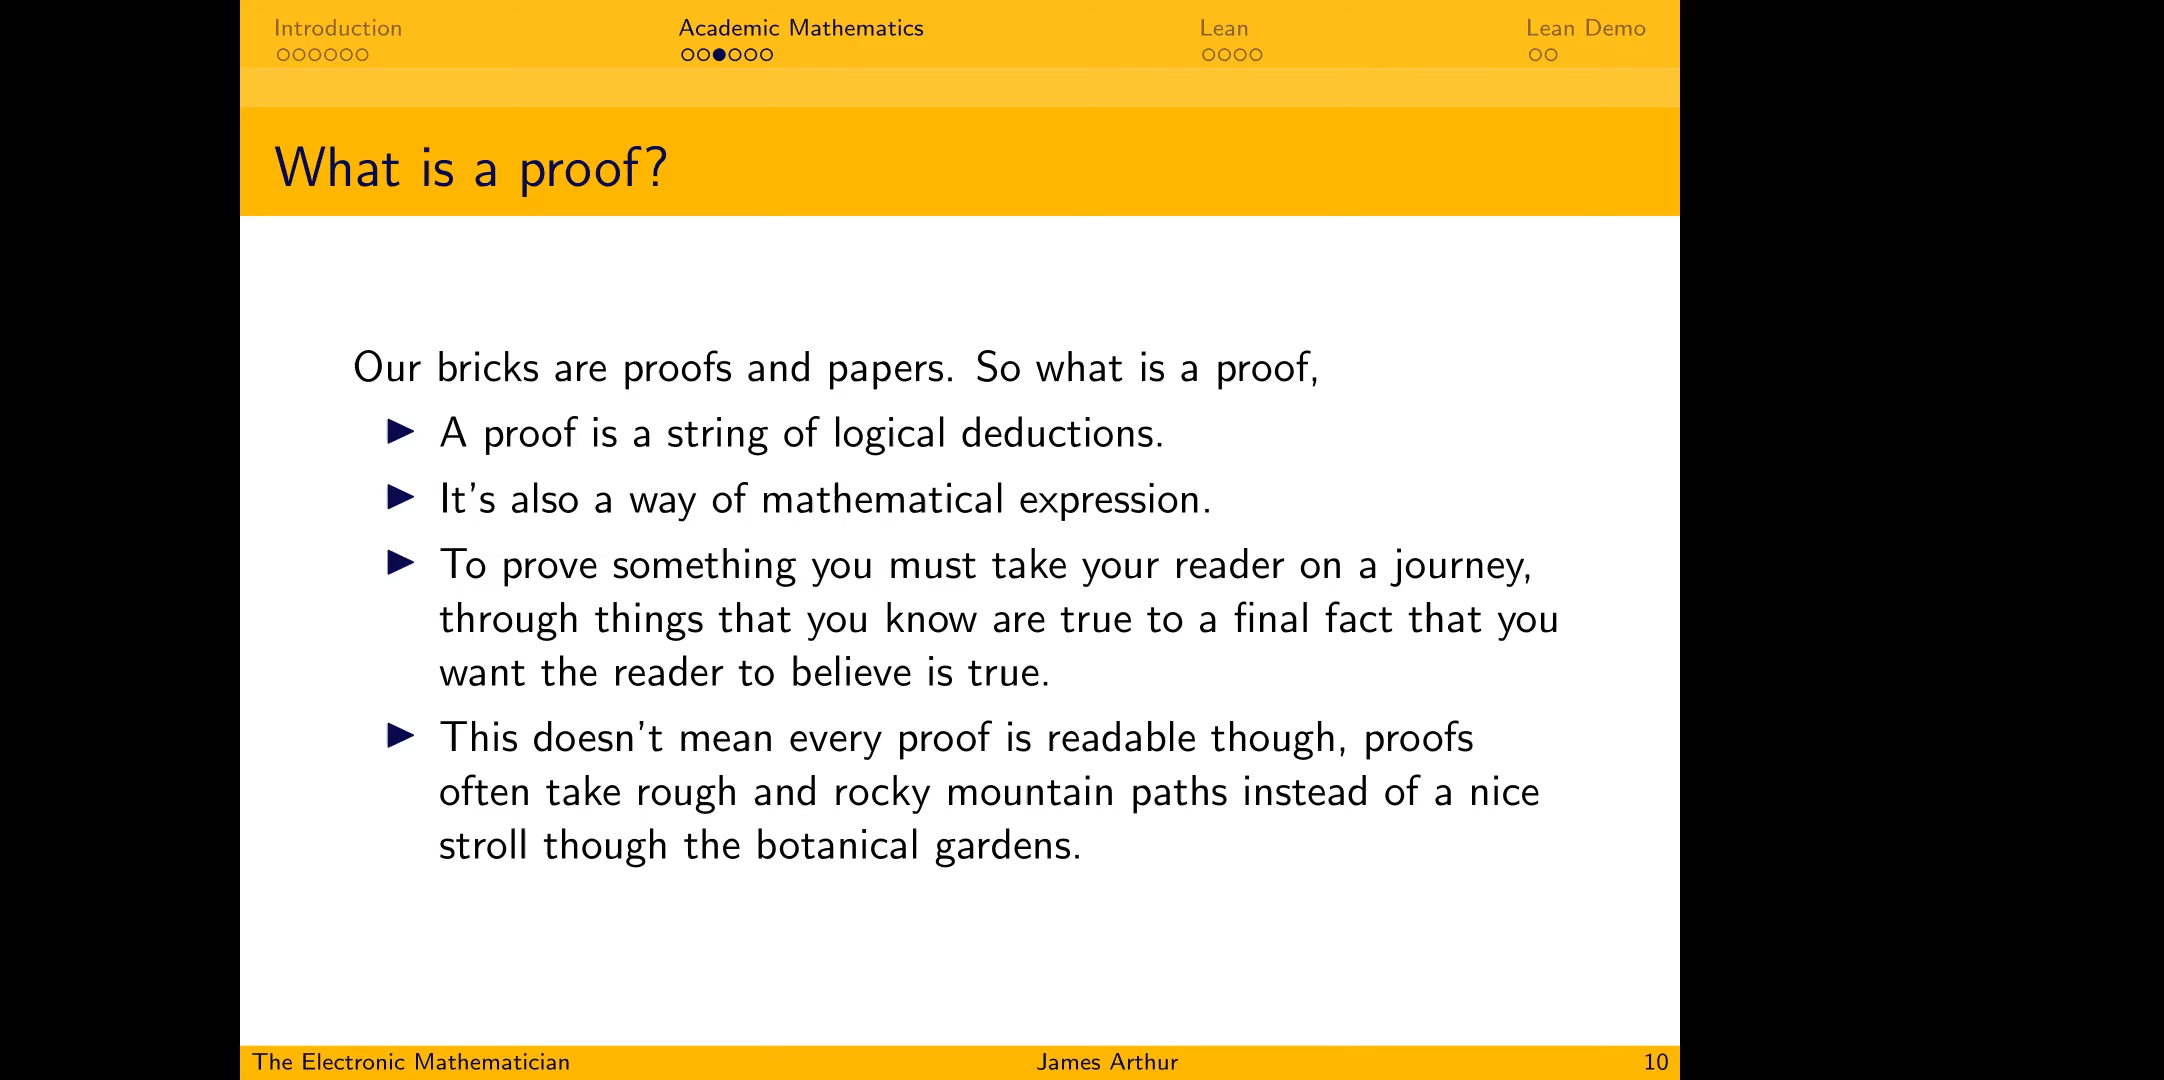 Introduction
Academic Mathematics
Lean
Lean Demo
What is a proof?
Our bricks are proofs and papers. So what is a proof,
▶ A proof is a string of logical deductions.
▶ It's also a way of mathematical expression.
▶ To prove something you must take your reader on a journey,
through things that you know are true to a final fact that you
want the reader to believe is true.
▶ This doesn't mean every proof is readable though, proofs
often take rough and rocky mountain paths instead of a nice
stroll though the botanical gardens.
The Electronic Mathematician
James Arthur
10